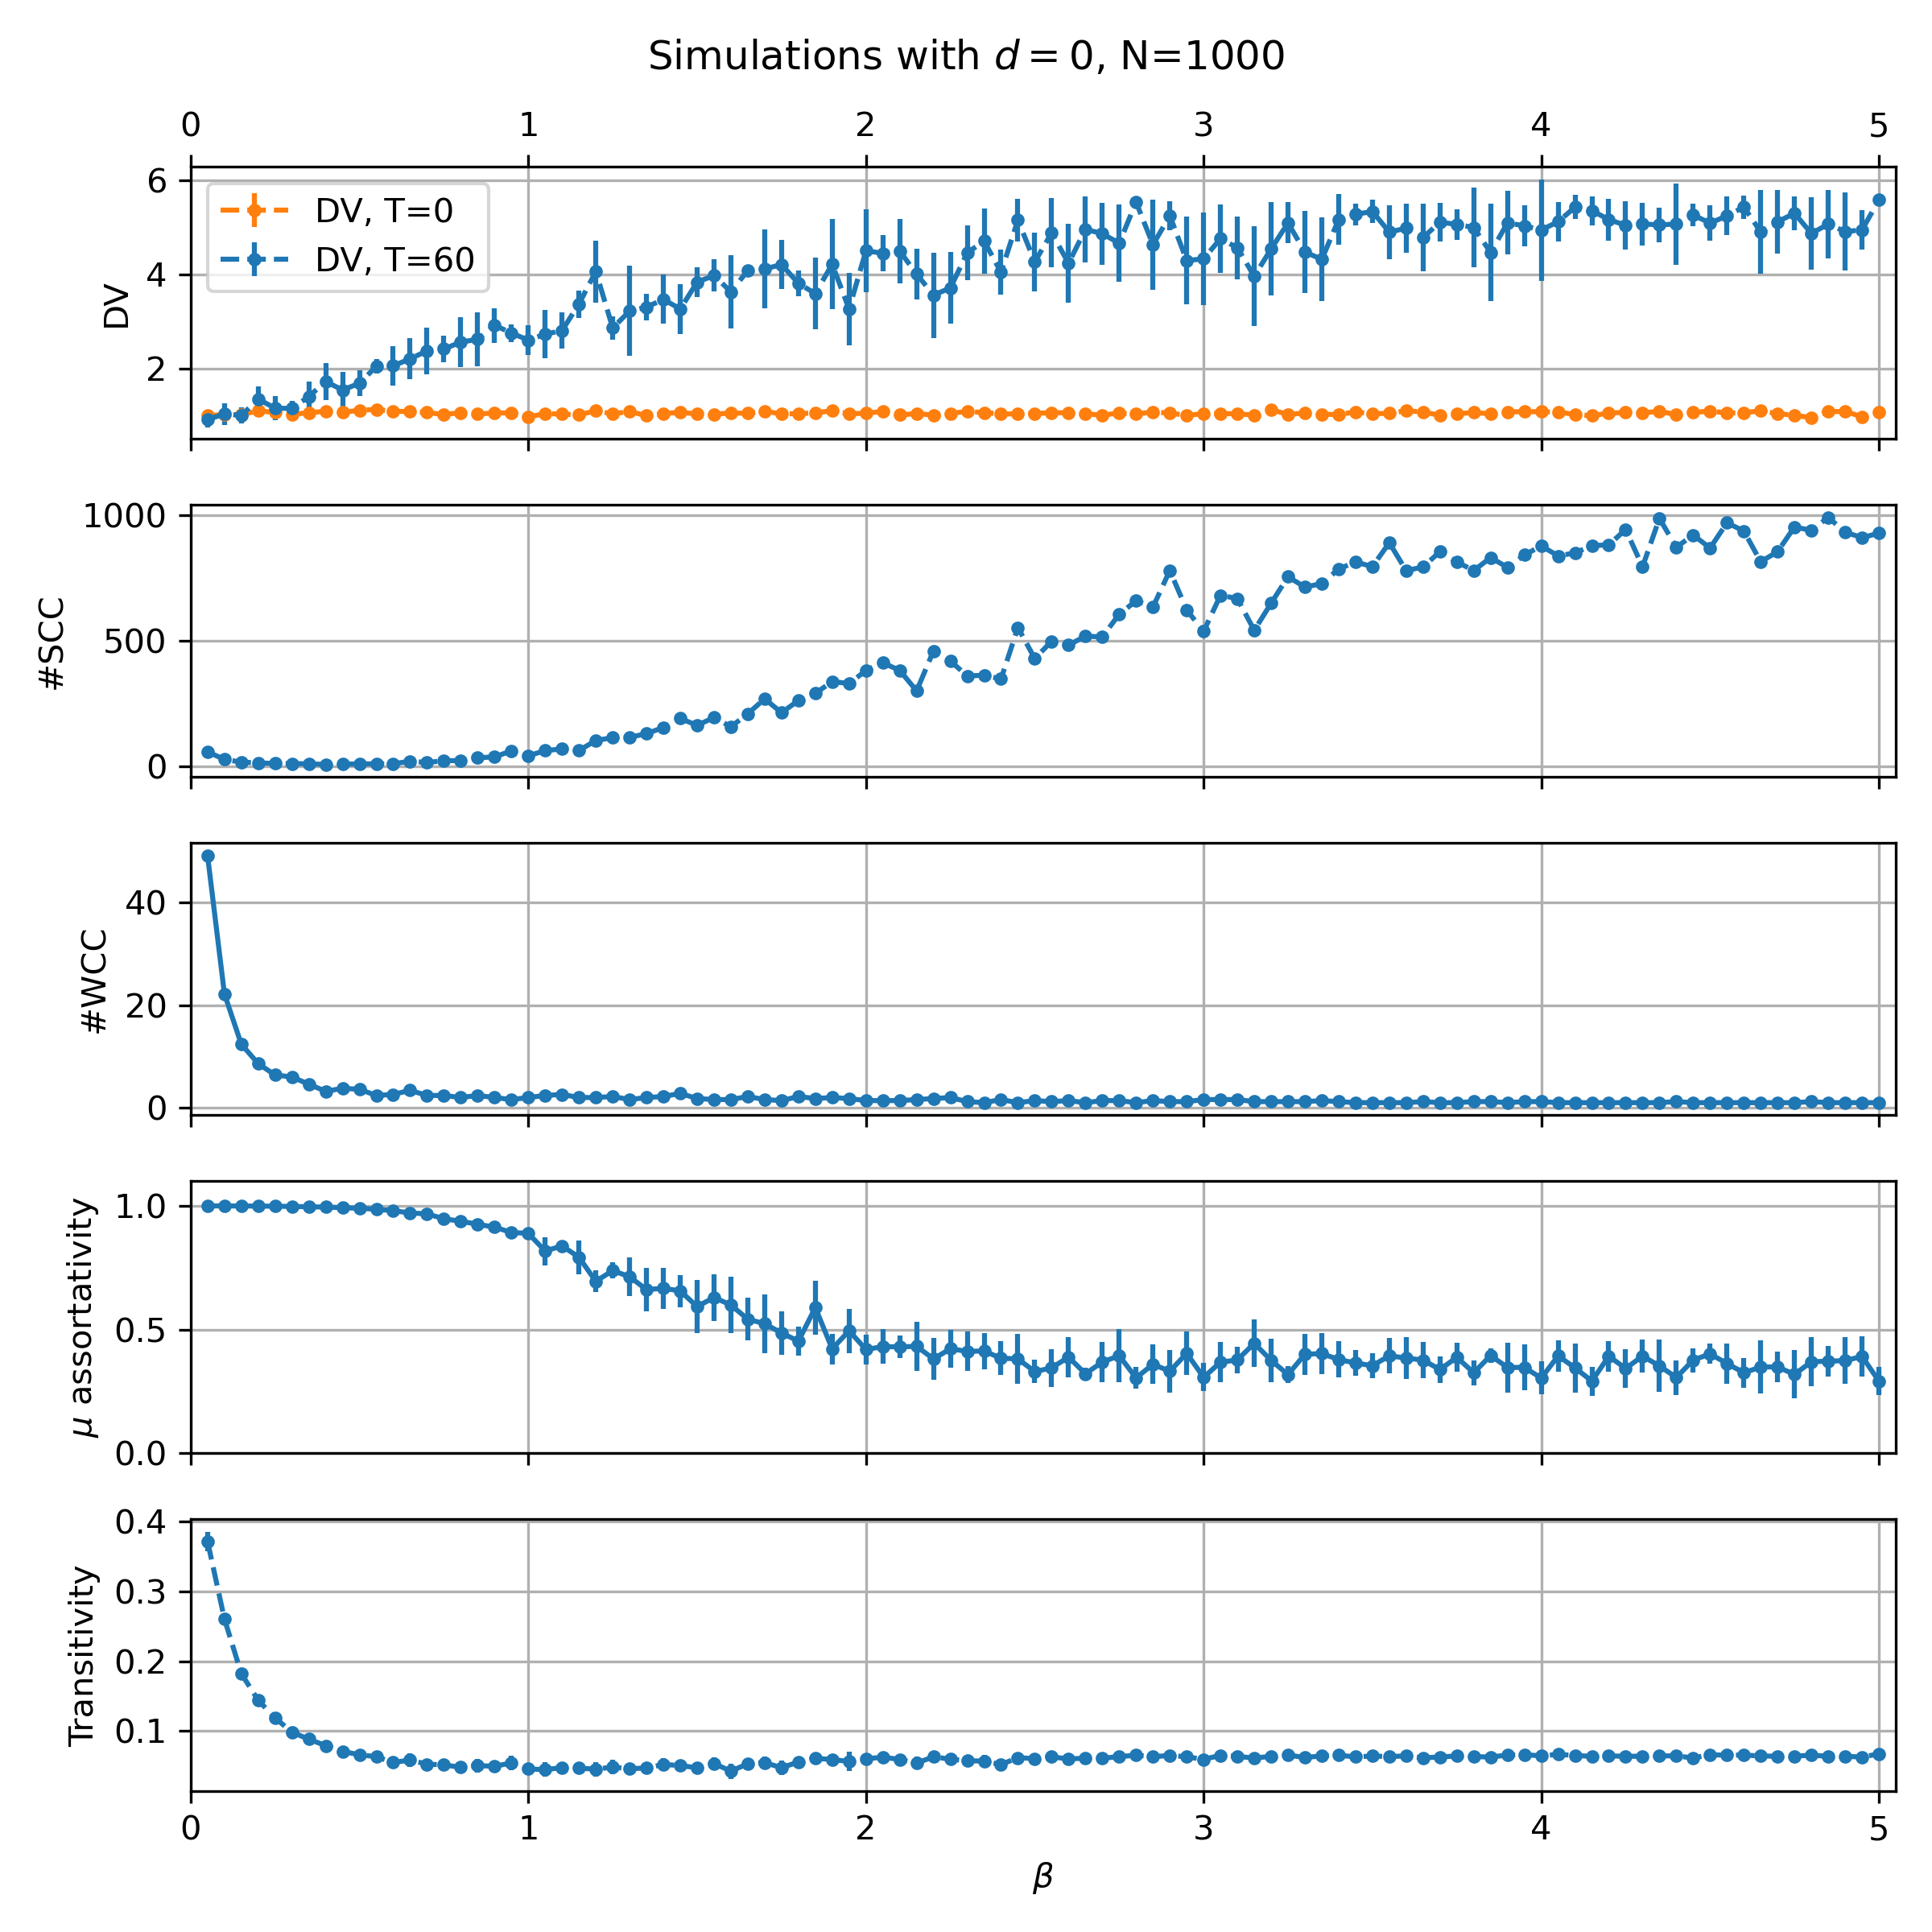 Simulations with d = 0, N=1000
0 1 2 3 4 5
6
4
2
DV
DV, T=0
DV, T=60
1000
500
0
#SCC
40
20
0
#WCC
1.0
0.5
0.0
μ assortativity
0.4
0.3
0.2
0.1
Transitivity
0 1 2 3 4 5
β